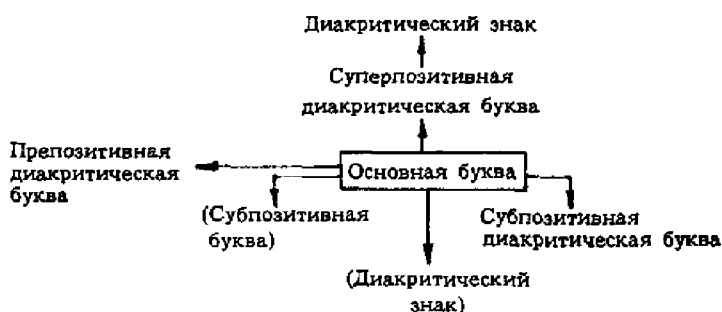 Диакритический знак
Суперпозитивная
диакритическая буква
Препозитивная
диакритическая
буква
Основная буква
(Субпозитивная
буква)
Субпозитивная
диакритическая буква
(Диакритический
знак)